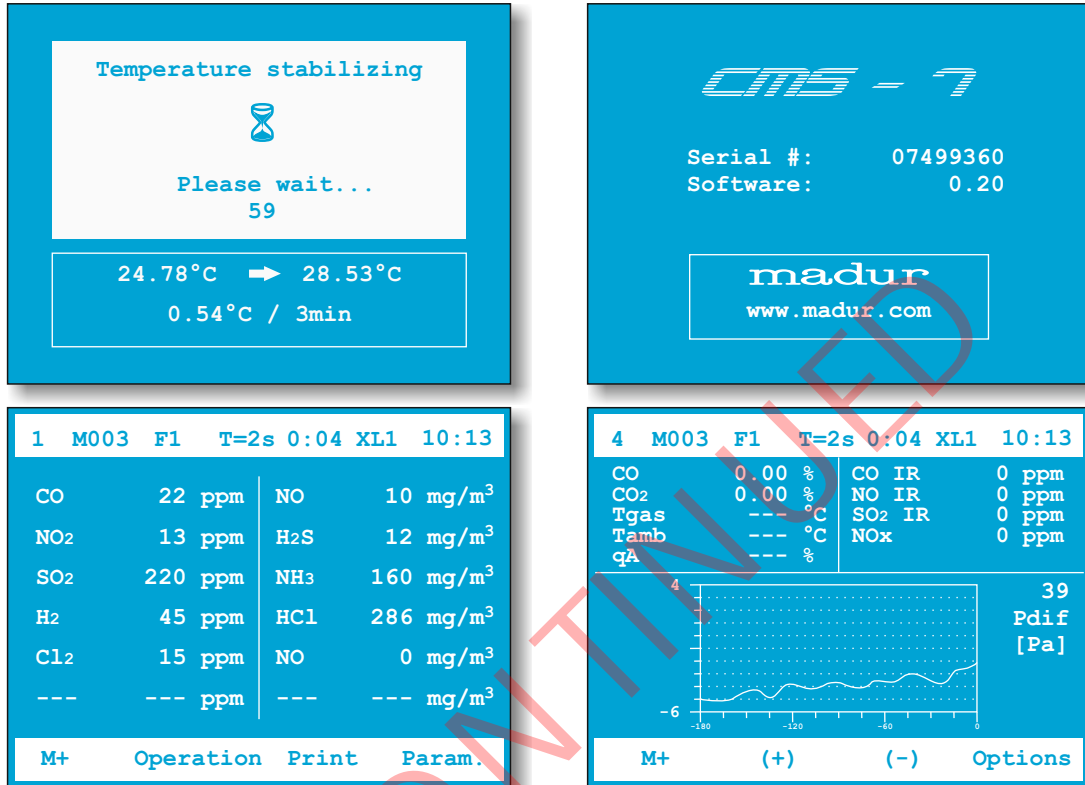 Temperature stabilizing
Please wait...
59
24.78°C → 28.53°C
0.54°C / 3min
CMS - 7
Serial #: 07499360
Software: 0.20
madur
www.madur.com
1 M003 F1 T=2s 0:04 XL1 10:13
CO 22 ppm NO 10 mg/m³
NO₂ 13 ppm H₂S 12 mg/m³
SO₂ 220 ppm NH₃ 160 mg/m³
H₂ 45 ppm HCl 286 mg/m³
Cl₂ 15 ppm NO 0 mg/m³
--- --- ppm --- --- mg/m³
M+ Operation Print Param.
4 M003 F1 T=2s 0:04 XL1 10:13
CO 0.00 % CO IR 0 ppm
CO₂ 0.00 % NO IR 0 ppm
Tgas --- °C SO₂ IR 0 ppm
Tamb --- °C NOx 0 ppm
qA --- %
4
39
Pdif
[Pa]
-6
-180 -120 -60 0
M+ (+) (-) Options
ONTINUED